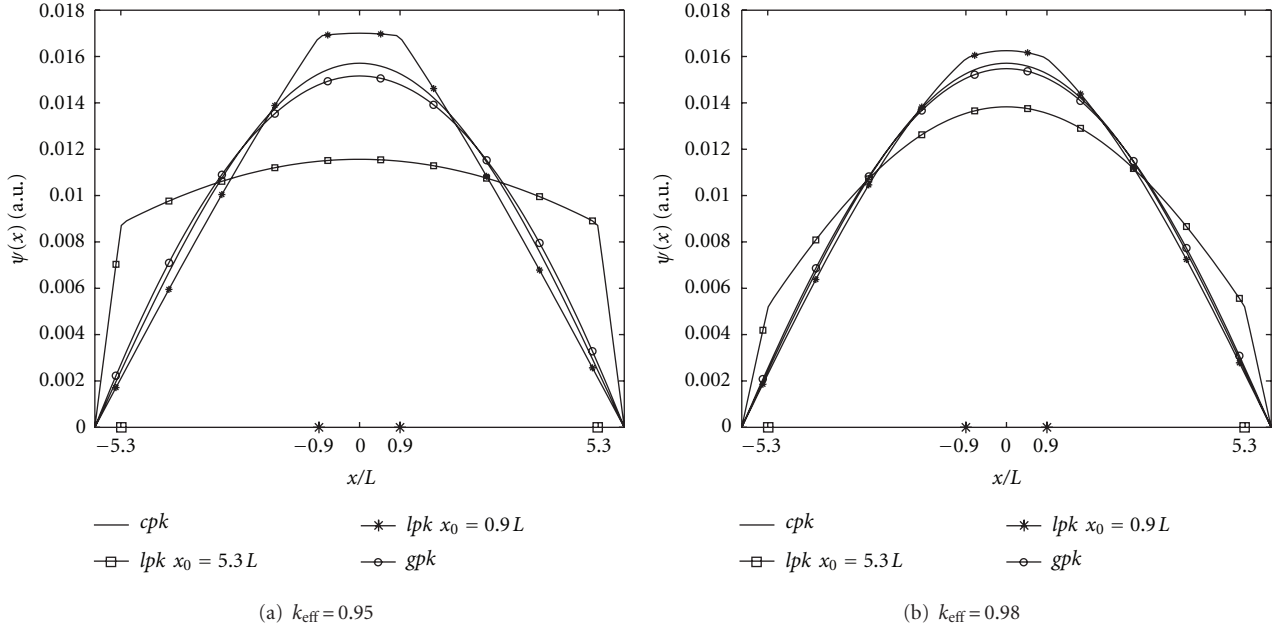 0.018
0.016
0.014
0.012
0.01
0.008
0.006
0.004
0.002
0
ψ(x) (a.u.)
−5.3 −0.9 0 0.9 5.3
x/L
cpk
lpk x₀ = 0.9 L
lpk x₀ = 5.3 L
gpk
(a) k_eff = 0.95
0.018
0.016
0.014
0.012
0.01
0.008
0.006
0.004
0.002
0
ψ(x) (a.u.)
−5.3 −0.9 0 0.9 5.3
x/L
cpk
lpk x₀ = 0.9 L
lpk x₀ = 5.3 L
gpk
(b) k_eff = 0.98